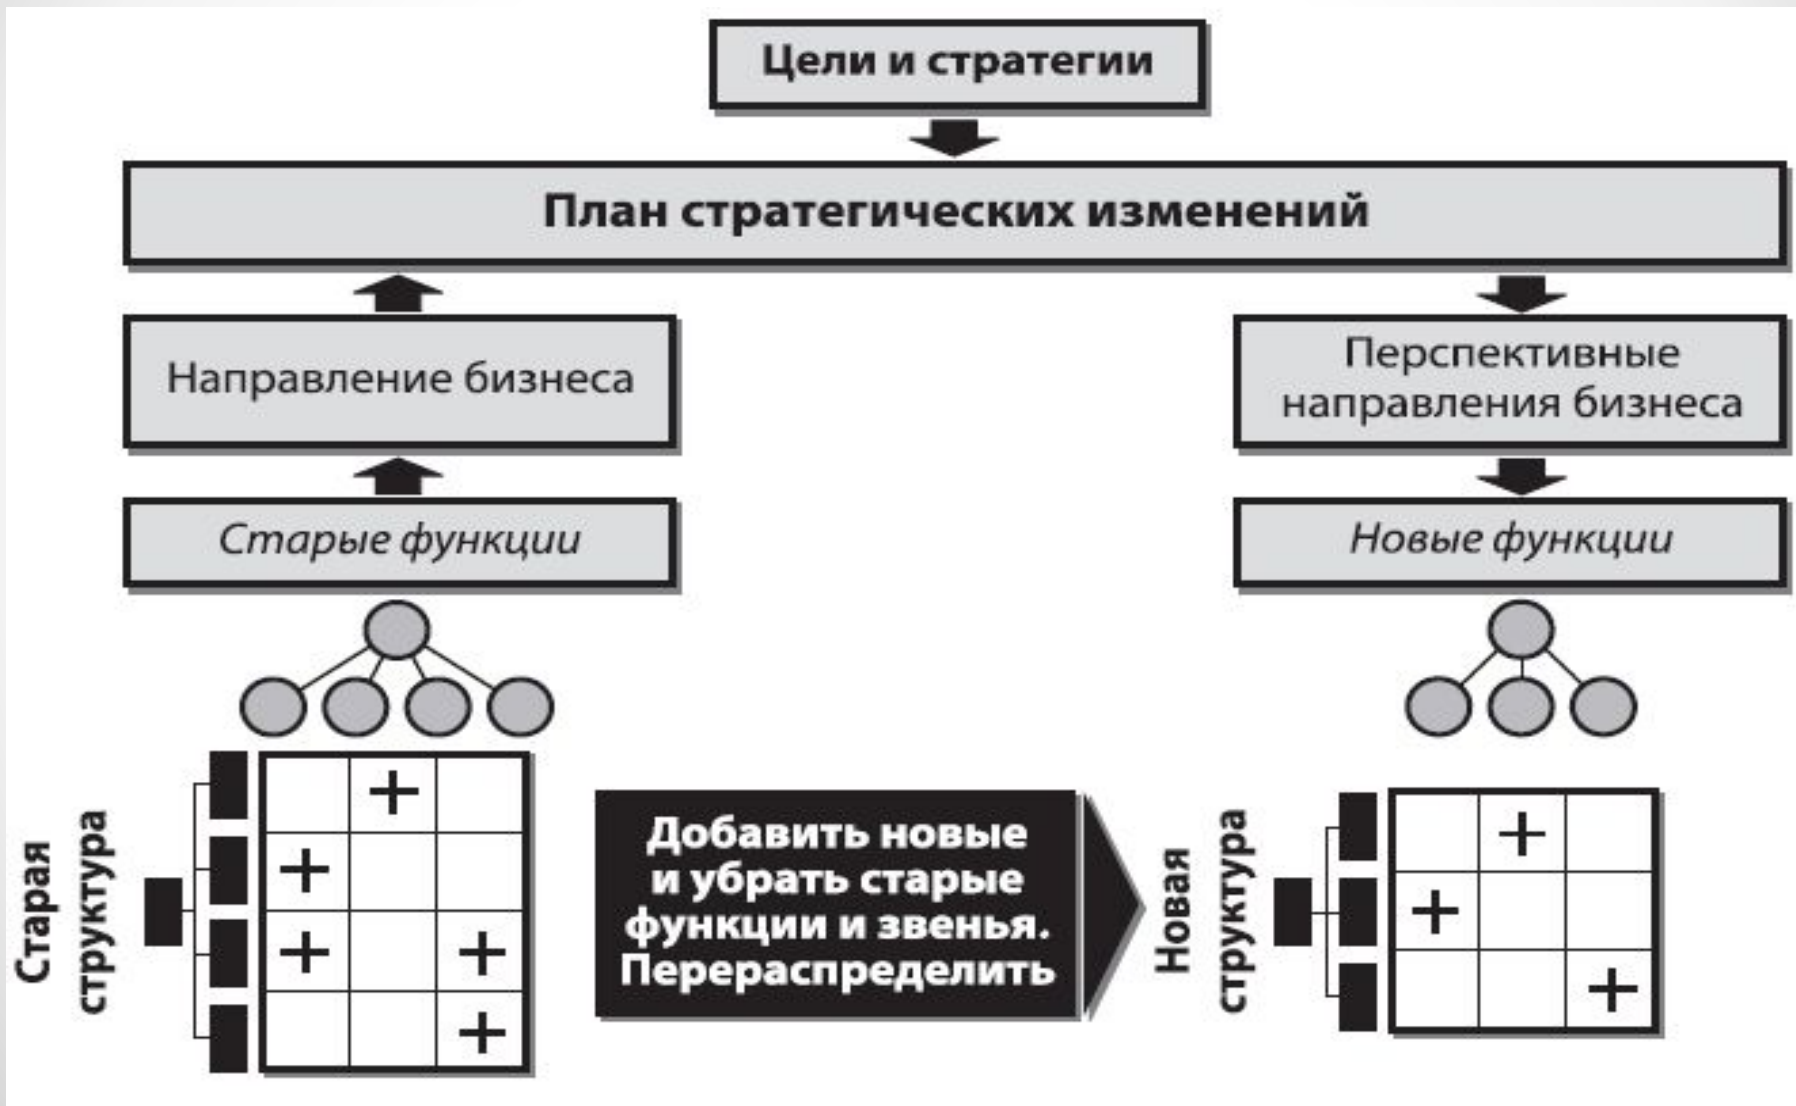 Цели и стратегии
План стратегических изменений
Направление бизнеса
Перспективные
направления бизнеса
Старые функции
Новые функции
Старая
структура
Добавить новые
и убрать старые
функции и звенья.
Перераспределить
Новая
структура